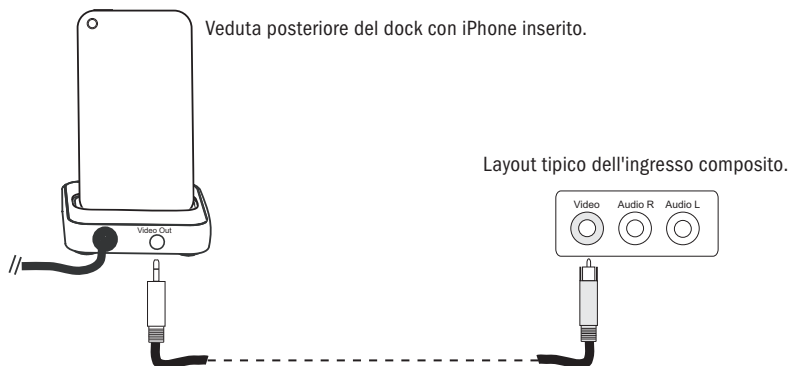 Veduta posteriore del dock con iPhone inserito.
Layout tipico dell'ingresso composito.
Video Audio R Audio L
Video Out